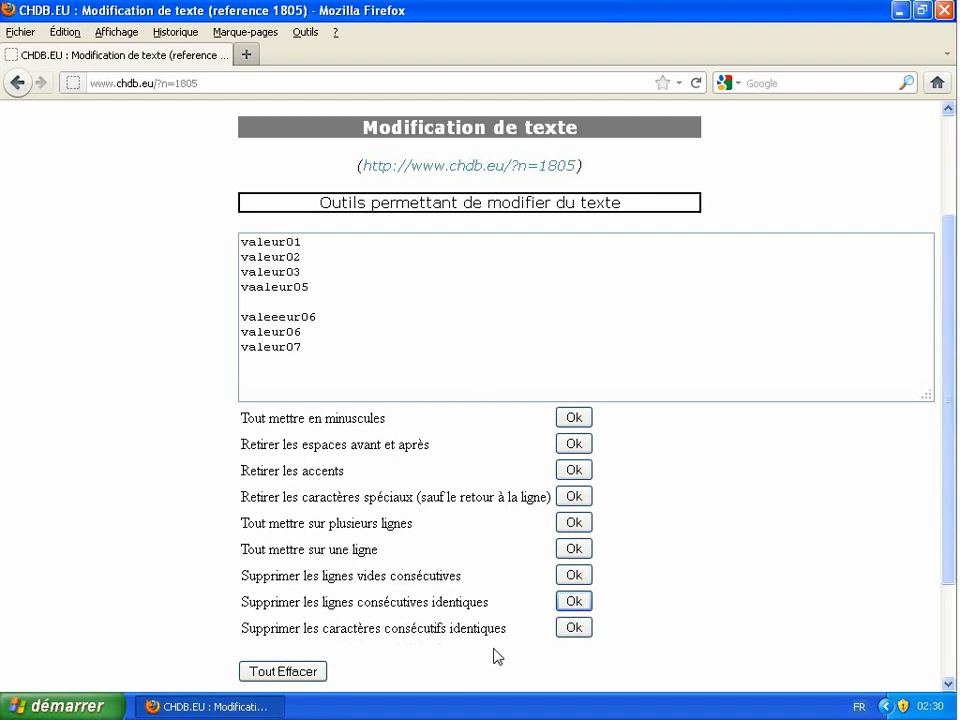 CHDB.EU : Modification de texte (reference 1805) - Mozilla Firefox
Fichier Édition Affichage Historique Marque-pages Outils ?
CHDB.EU : Modification de texte (reference ... +
www.chdb.eu/?n=1805 Google
Modification de texte
(http://www.chdb.eu/?n=1805)
Outils permettant de modifier du texte
valeur01
valeur02
valeur03
vaaleur05
valeeeur06
valeur06
valeur07
Tout mettre en minuscules Ok
Retirer les espaces avant et après Ok
Retirer les accents Ok
Retirer les caractères spéciaux (sauf le retour à la ligne) Ok
Tout mettre sur plusieurs lignes Ok
Tout mettre sur une ligne Ok
Supprimer les lignes vides consécutives Ok
Supprimer les lignes consécutives identiques Ok
Supprimer les caractères consécutifs identiques Ok
Tout Effacer
démarrer CHDB.EU : Modificati... FR 02:30